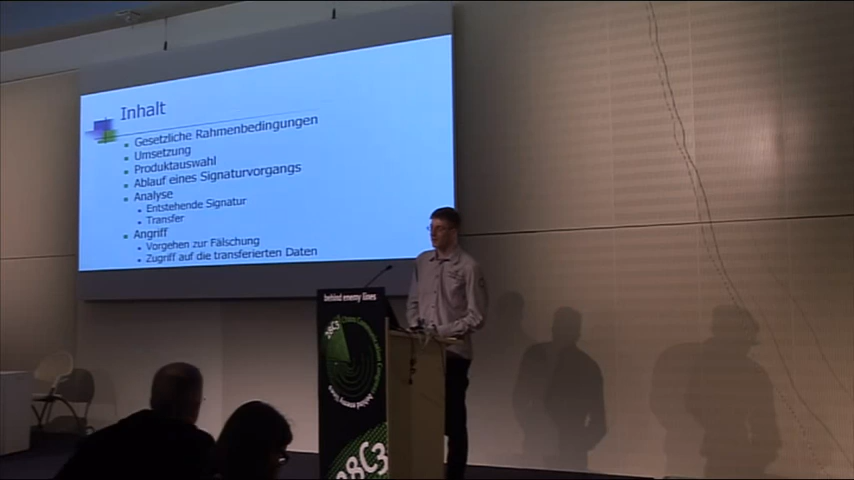 Inhalt
Gesetzliche Rahmenbedingungen
Umsetzung
Produktauswahl
Ablauf eines Signaturvorgangs
Analyse
Entstehende Signatur
Transfer
Angriff
Vorgehen zur Fälschung
Zugriff auf die transferierten Daten
behind enemy lines
28C3
28C3